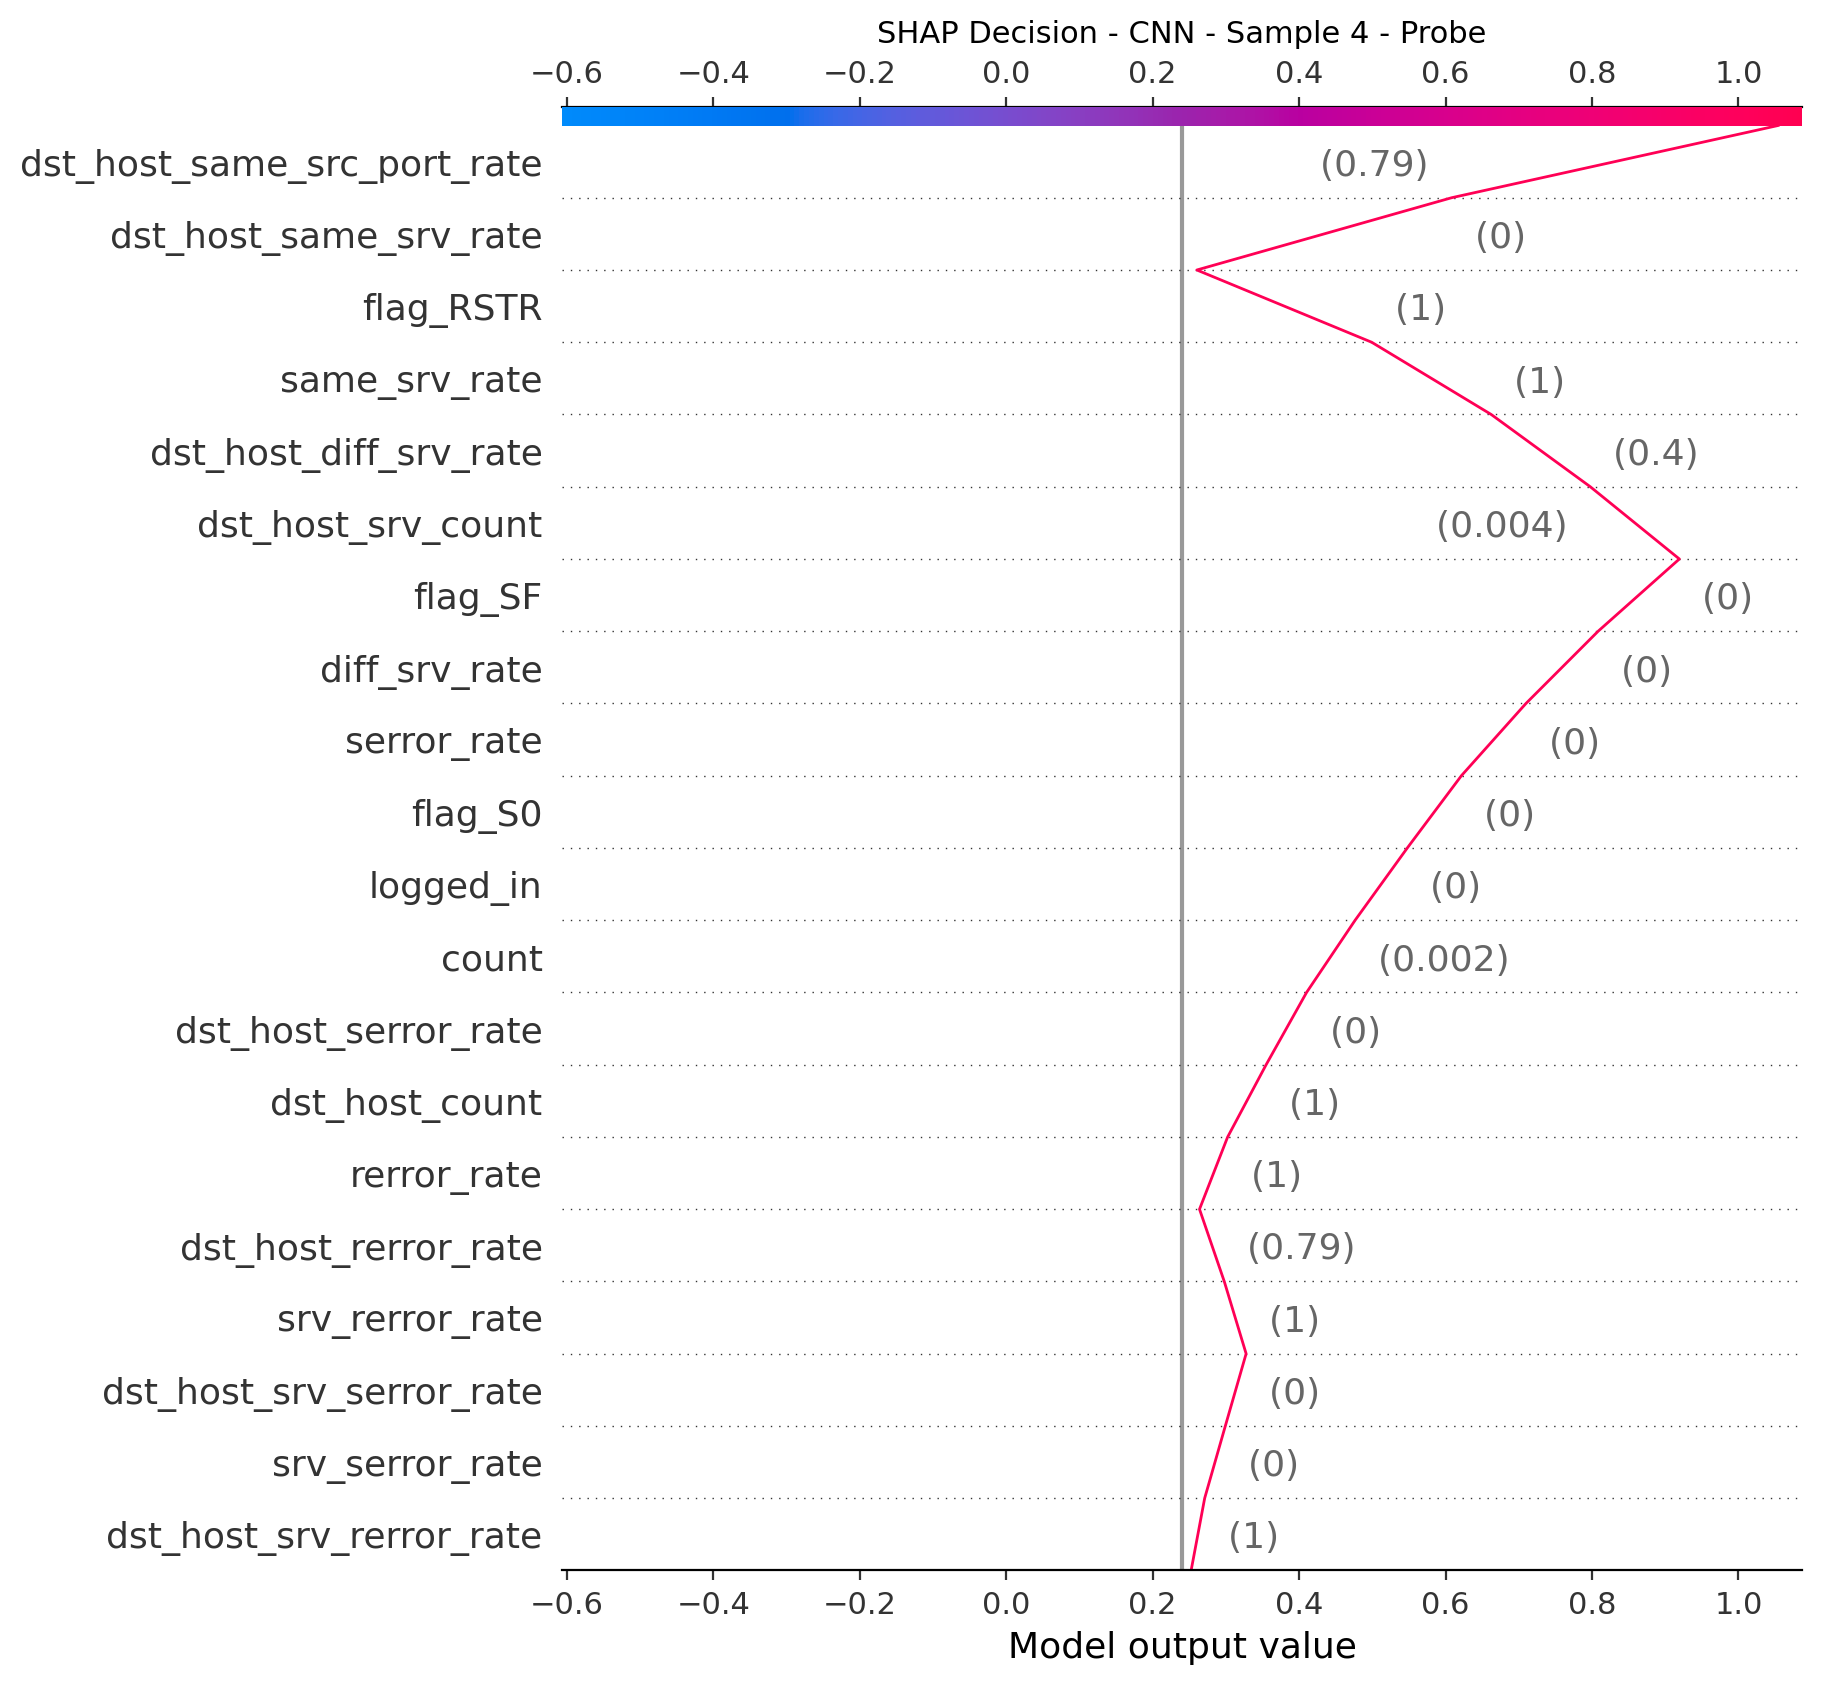 SHAP Decision - CNN - Sample 4 - Probe
−0.6 −0.4 −0.2 0.0 0.2 0.4 0.6 0.8 1.0
dst_host_same_src_port_rate (0.79)
dst_host_same_srv_rate (0)
flag_RSTR (1)
same_srv_rate (1)
dst_host_diff_srv_rate (0.4)
dst_host_srv_count (0.004)
flag_SF (0)
diff_srv_rate (0)
serror_rate (0)
flag_S0 (0)
logged_in (0)
count (0.002)
dst_host_serror_rate (0)
dst_host_count (1)
rerror_rate (1)
dst_host_rerror_rate (0.79)
srv_rerror_rate (1)
dst_host_srv_serror_rate (0)
srv_serror_rate (0)
dst_host_srv_rerror_rate (1)
−0.6 −0.4 −0.2 0.0 0.2 0.4 0.6 0.8 1.0
Model output value